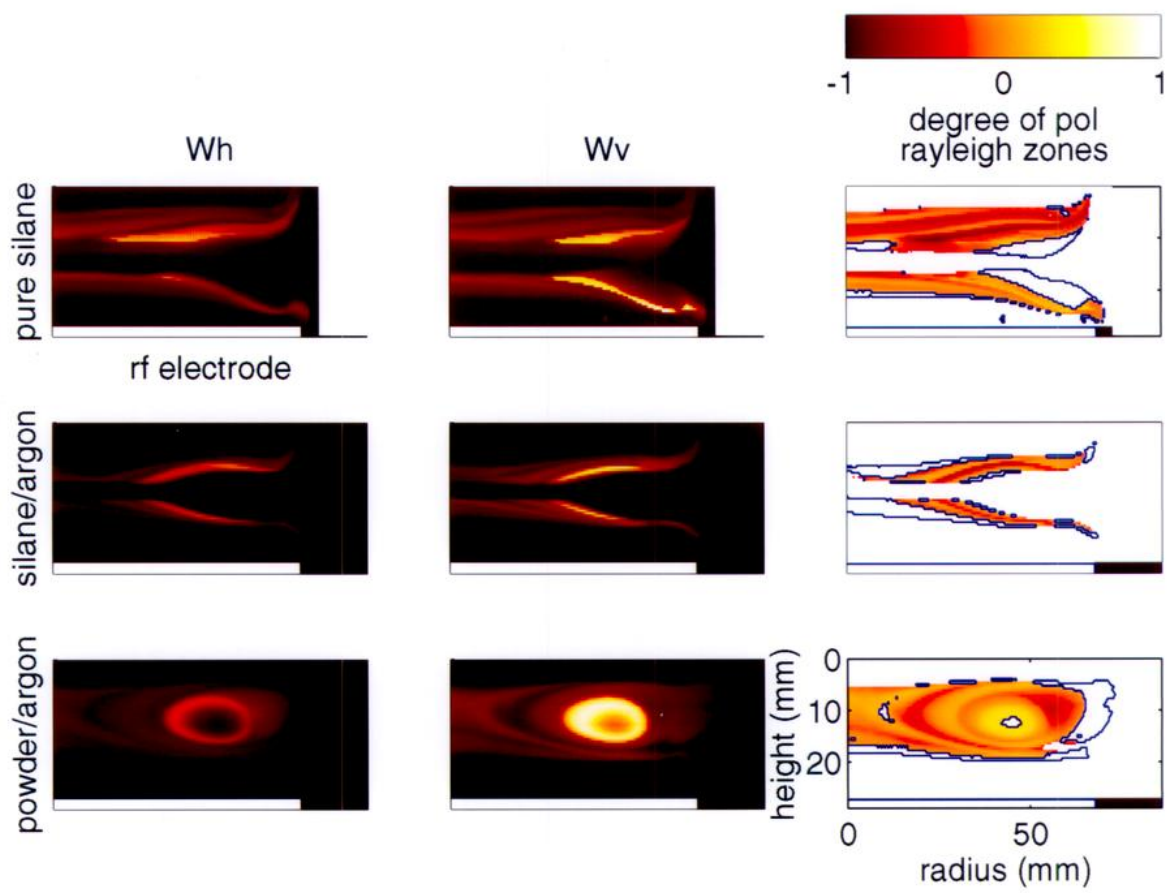 -1 0 1
degree of pol
rayleigh zones
Wh
Wv
pure silane
rf electrode
silane/argon
powder/argon
height (mm)
0
10
20
0 50
radius (mm)